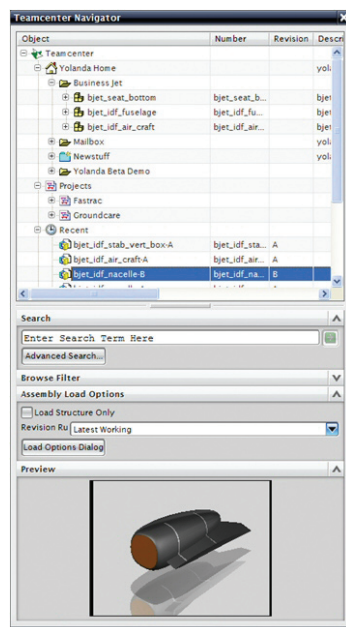 Teamcenter Navigator
Object Number Revision Descri
Teamcenter
Yolanda Home yola
Business Jet
bjet_seat_bottom bjet_seat_b... bjet
bjet_idf_fuselage bjet_idf_fu... bjet
bjet_idf_air_craft bjet_idf_air... bjet
Mailbox yola
Newstuff yola
Yolanda Beta Demo
Projects
Fastrac
Groundcare
Recent
bjet_idf_stab_vert_box-A bjet_idf_sta... A
bjet_idf_air_craft-A bjet_idf_air... A
bjet_idf_nacelle-B bjet_idf_na... B
Search
Enter Search Term Here
Advanced Search...
Browse Filter
Assembly Load Options
Load Structure Only
Revision Ru Latest Working
Load Options Dialog
Preview